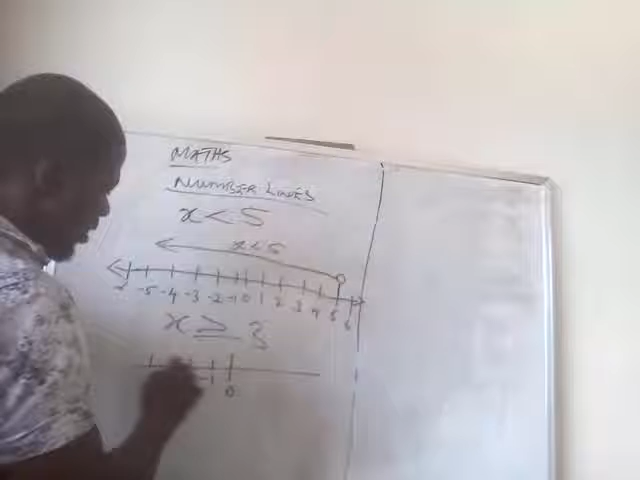 MATHS
NUMBER LINES
x < 5
x < 5
-5 -4 -3 -2 -1 0 1 2 3 4 5 6
x ≥ 3
-1 0